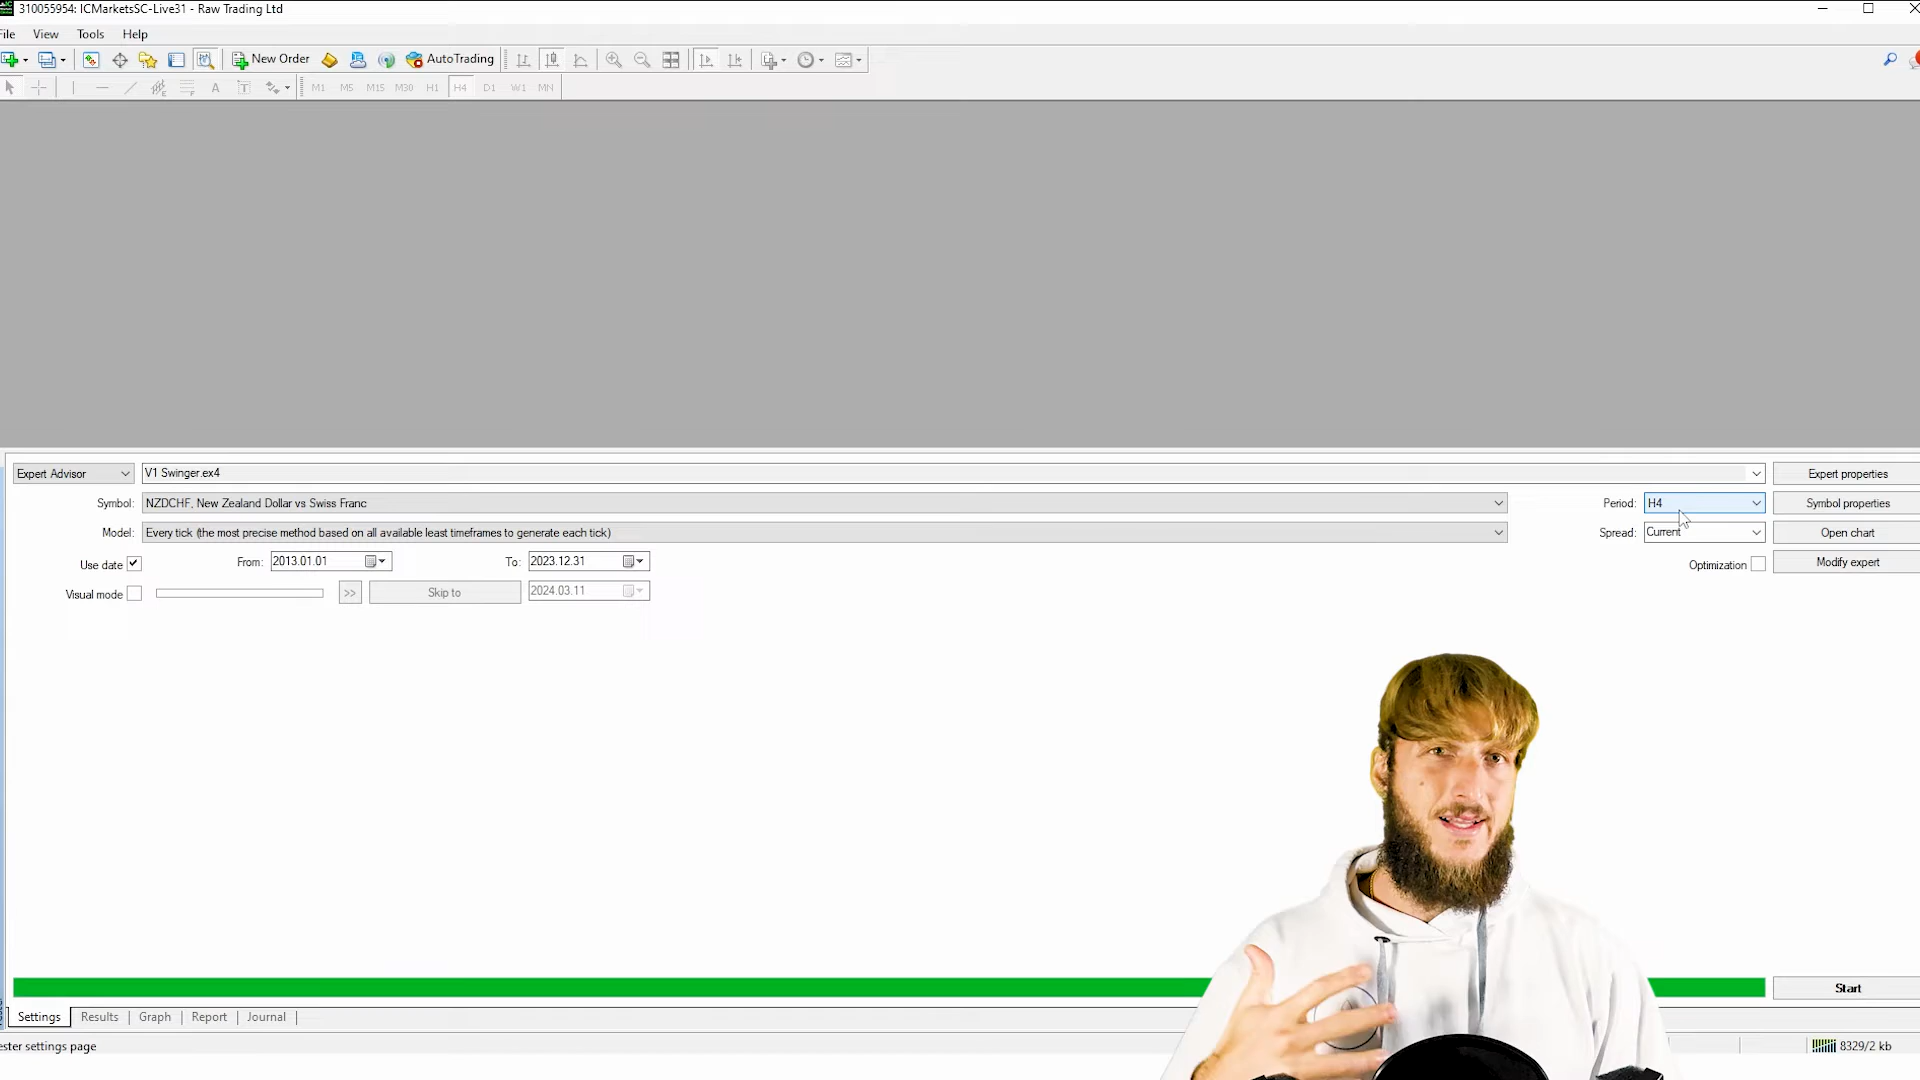 310055954: ICMarketsSC-Live31 - Raw Trading Ltd
File View Tools Help
New Order AutoTrading
A T M1 M5 M15 M30 H1 H4 D1 W1 MN
Expert Advisor V1 Swinger.ex4 Expert properties
Symbol: NZDCHF, New Zealand Dollar vs Swiss Franc Period: H4 Symbol properties
Model: Every tick (the most precise method based on all available least timeframes to generate each tick) Spread: Current Open chart
Use date From: 2013.01.01 To: 2023.12.31 Optimization Modify expert
Visual mode >> Skip to 2024.03.11
Start
Settings Results Graph Report Journal
ester settings page 8329/2 kb